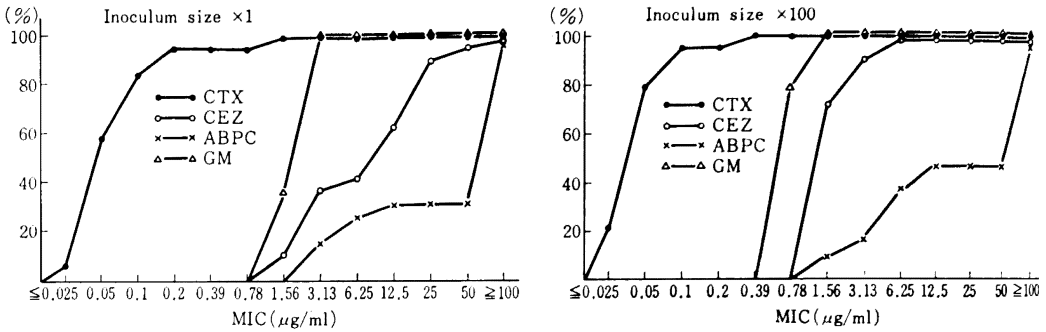 (%)
Inoculum size ×1
100
80
60
40
20
CTX
CEZ
ABPC
GM
≦0.025 0.05 0.1 0.2 0.39 0.78 1.56 3.13 6.25 12.5 25 50 ≧100
MIC(μg/ml)
(%)
Inoculum size ×100
100
80
60
40
20
CTX
CEZ
ABPC
GM
≦0.025 0.05 0.1 0.2 0.39 0.78 1.56 3.13 6.25 12.5 25 50 ≧100
MIC(μg/ml)